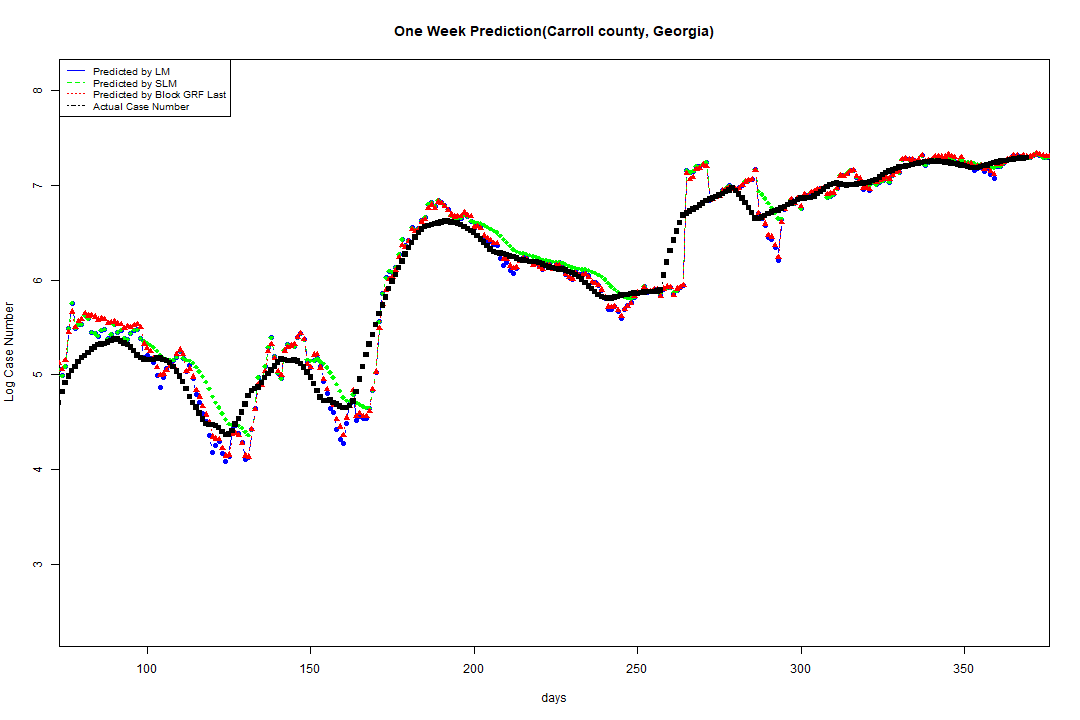 One Week Prediction(Carroll county, Georgia)
Predicted by LM
Predicted by SLM
Predicted by Block GRF Last
Actual Case Number
8
7
6
5
4
3
Log Case Number
100 150 200 250 300 350
days